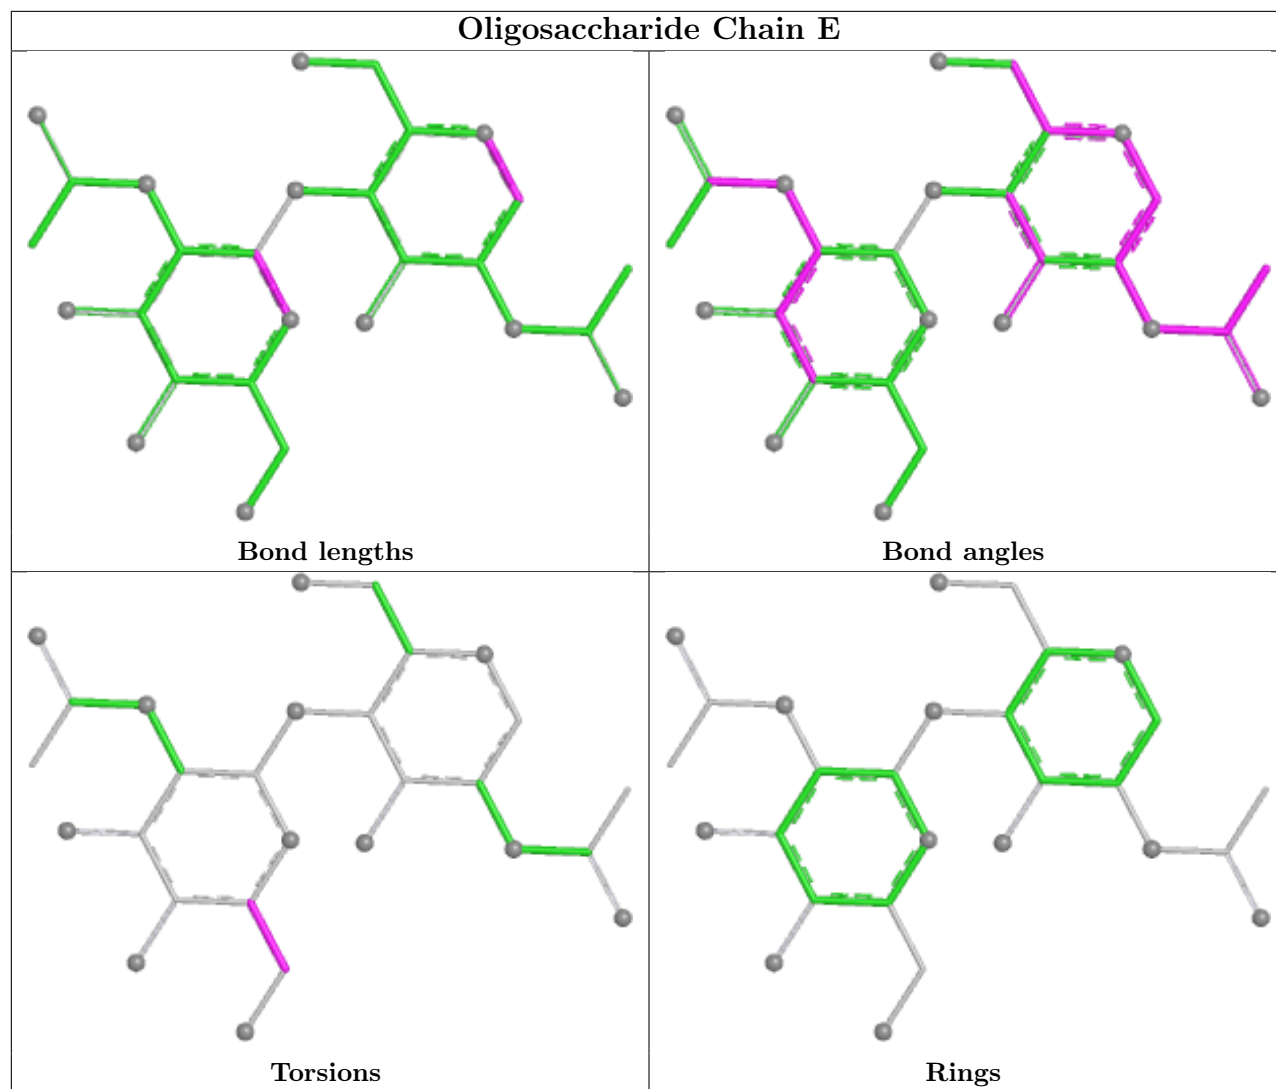 Oligosaccharide Chain E
Bond lengths
Bond angles
Torsions
Rings